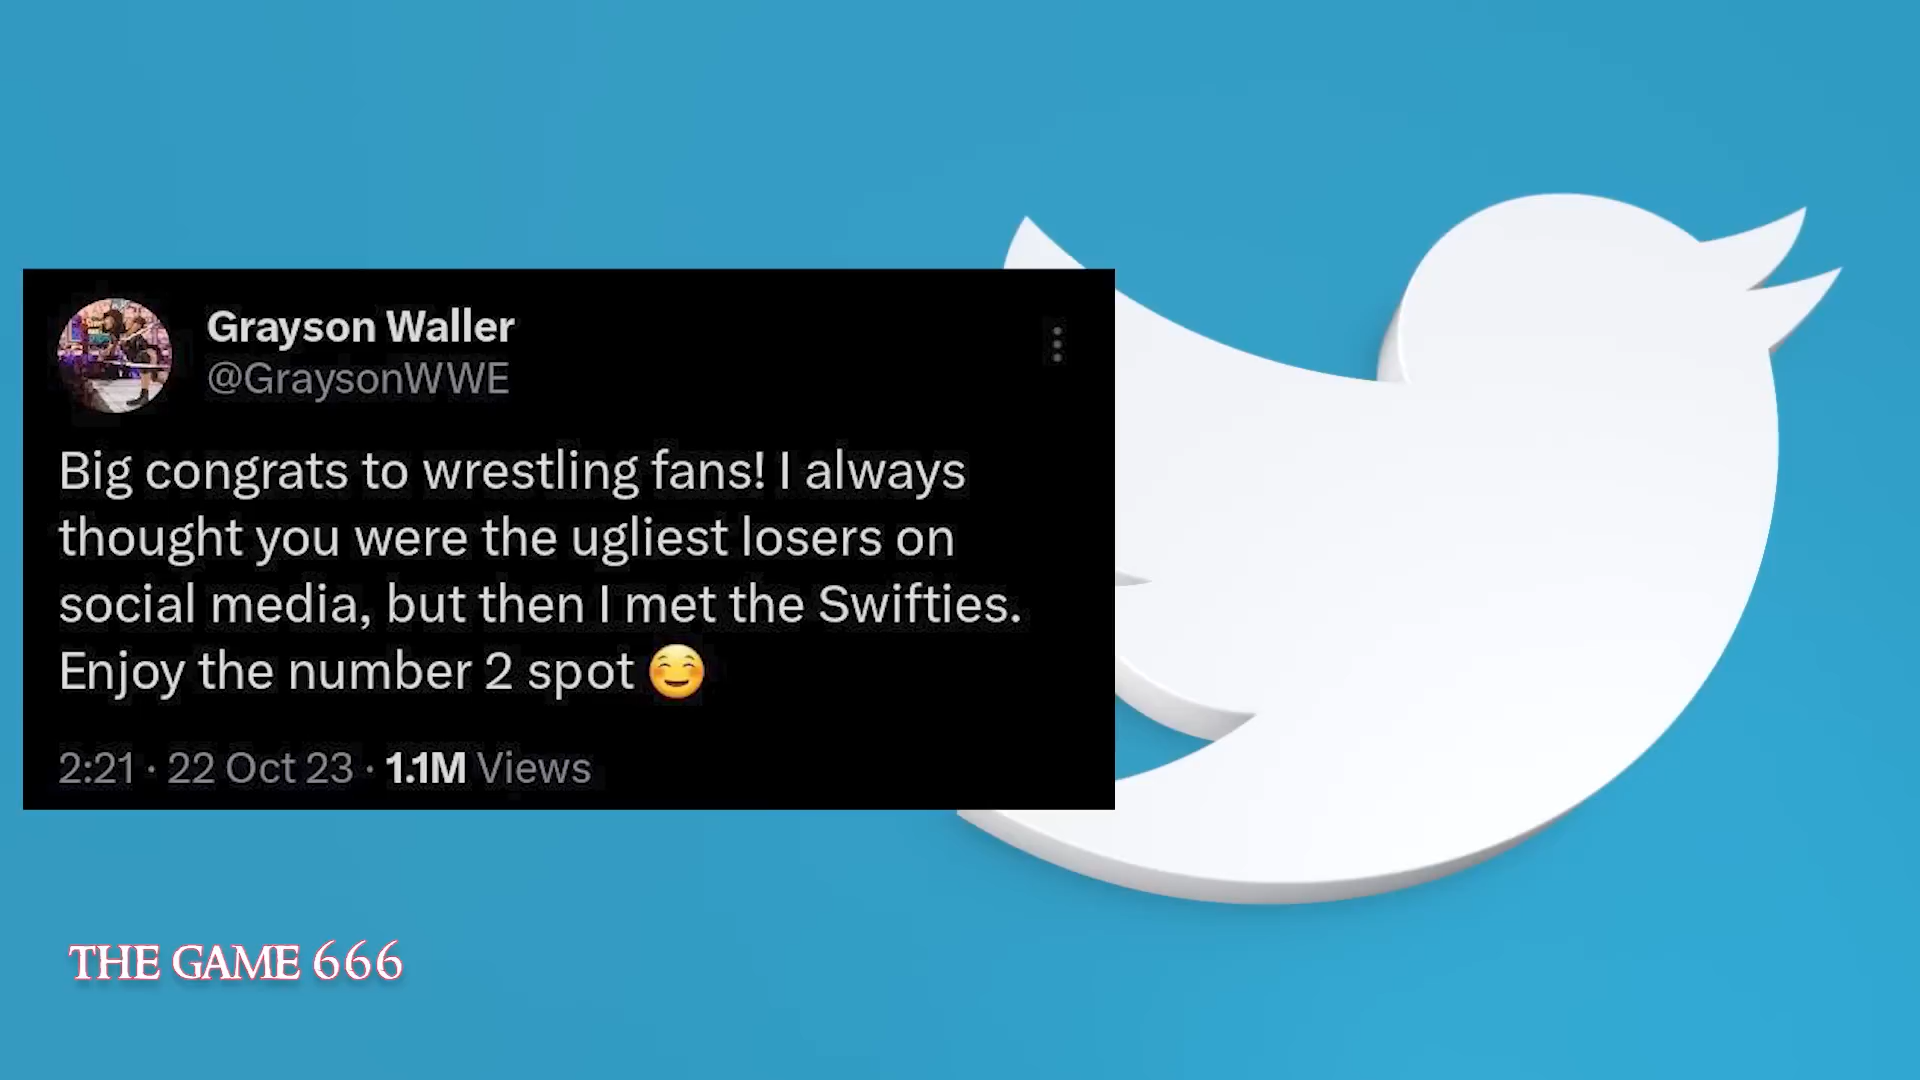 Grayson Waller
@GraysonWWE
Big congrats to wrestling fans! I always
thought you were the ugliest losers on
social media, but then I met the Swifties.
Enjoy the number 2 spot 😊
2:21 · 22 Oct 23 · 1.1M Views
THE GAME 666